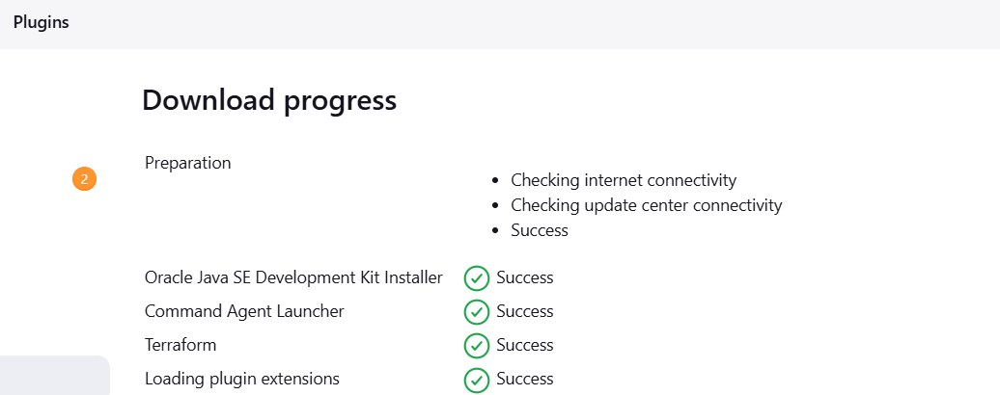 Plugins
Download progress
2
Preparation
• Checking internet connectivity
• Checking update center connectivity
• Success
Oracle Java SE Development Kit Installer Success
Command Agent Launcher Success
Terraform Success
Loading plugin extensions Success